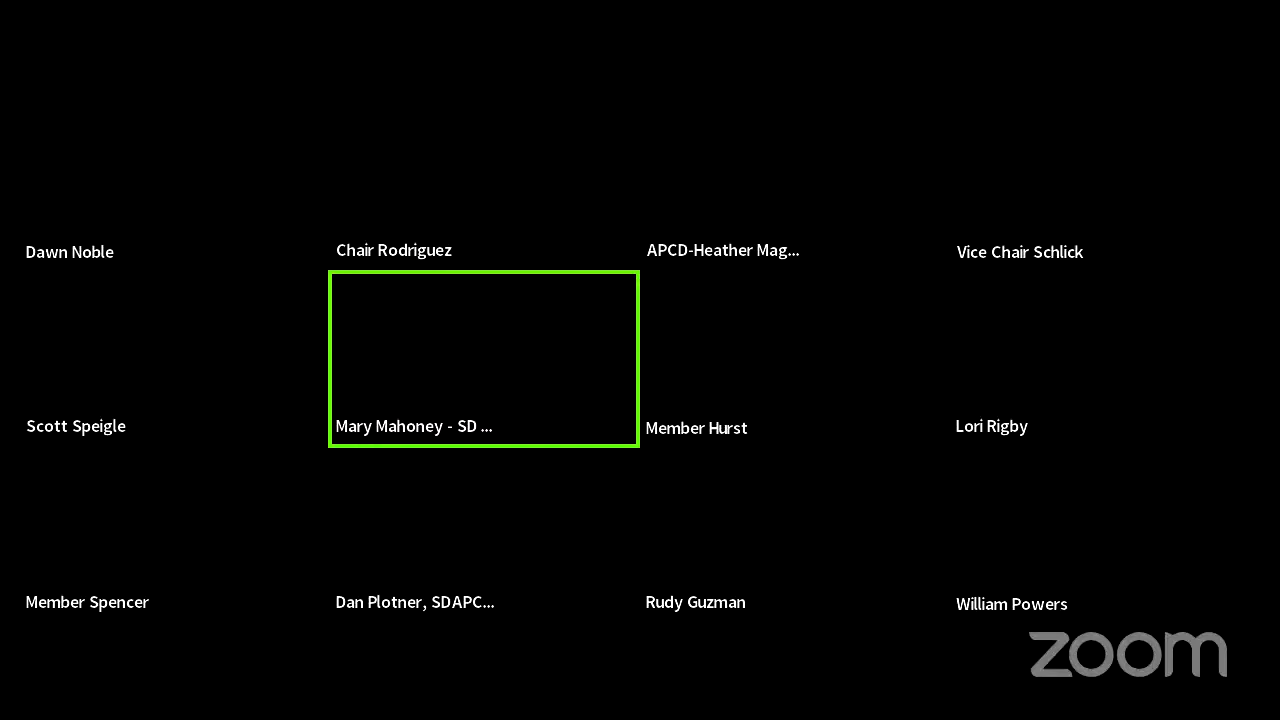 Dawn Noble
Chair Rodriguez
APCD-Heather Mag...
Vice Chair Schlick
Scott Speigle
Mary Mahoney - SD ...
Member Hurst
Lori Rigby
Member Spencer
Dan Plotner, SDAPC...
Rudy Guzman
William Powers
zoom